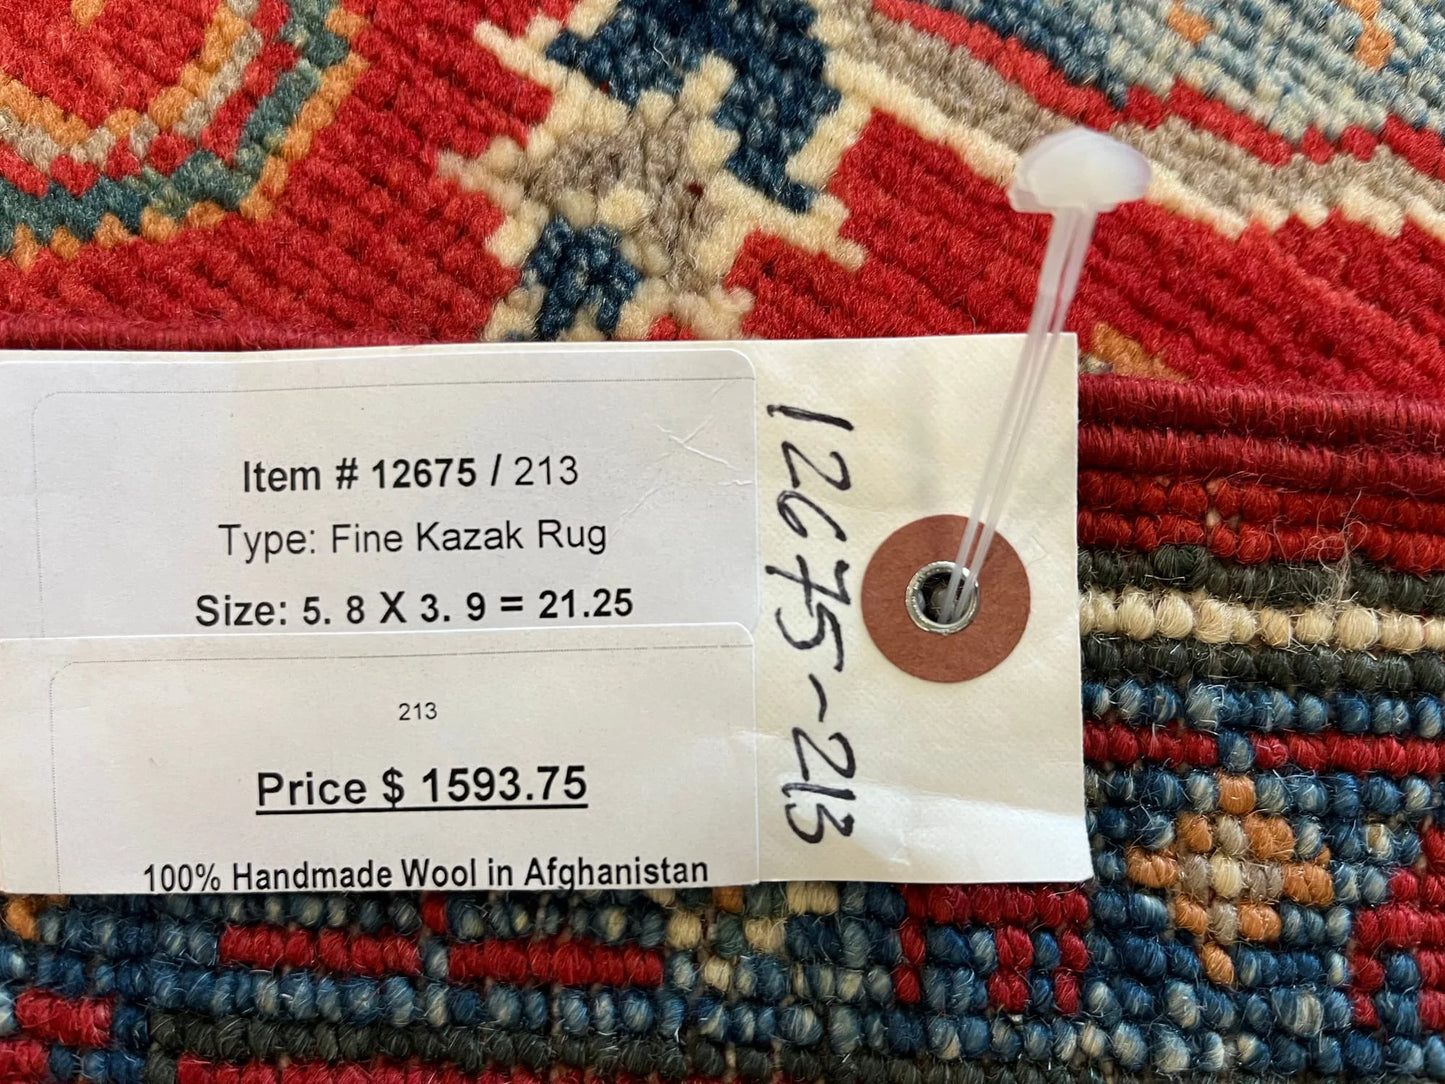 Item # 12675 / 213
Type: Fine Kazak Rug
Size: 5. 8 X 3. 9 = 21.25
213
Price $ 1593.75
100% Handmade Wool in Afghanistan
12675-213